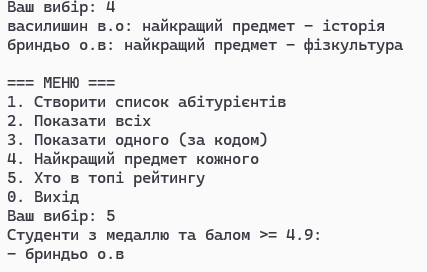 Ваш вибір: 4
василишин в.о: найкращий предмет – історія
бриндьо о.в: найкращий предмет – фізкультура
=== МЕНЮ ===
1. Створити список абітурієнтів
2. Показати всіх
3. Показати одного (за кодом)
4. Найкращий предмет кожного
5. Хто в топі рейтингу
0. Вихід
Ваш вибір: 5
Студенти з медаллю та балом >= 4.9:
– бриндьо о.в